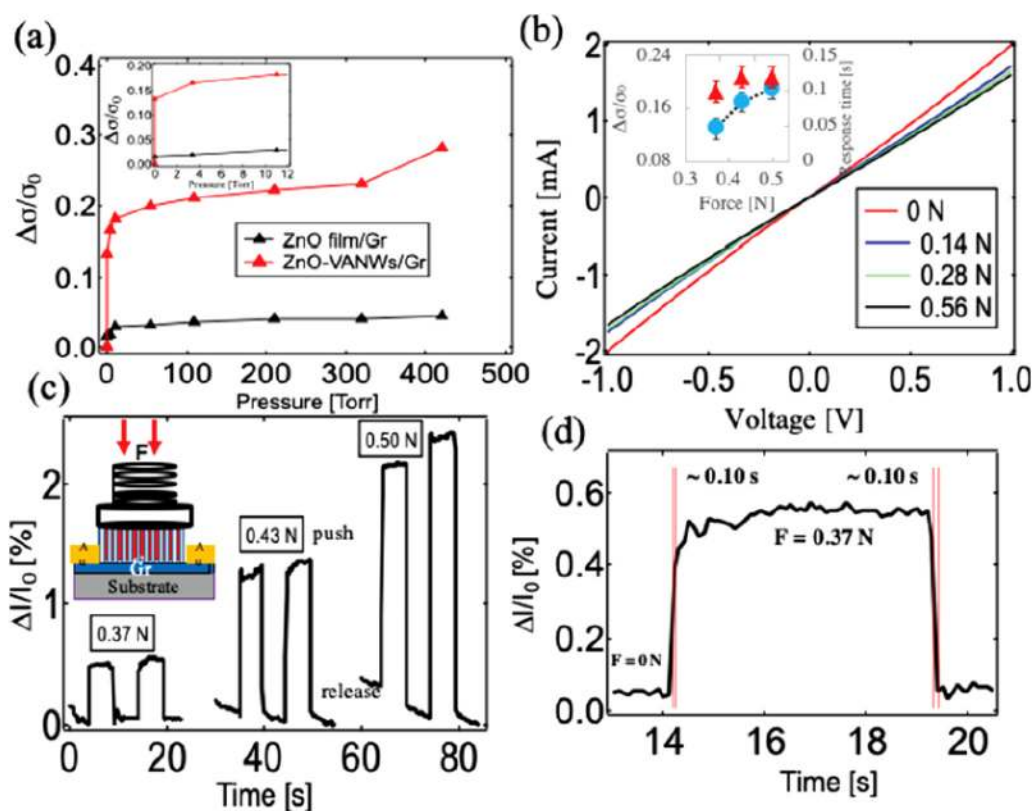 (a)
0.4
0.3
0.2
0.1
0.0
Δσ/σ₀
0
100
200
300
400
500
Pressure [Torr]
ZnO film/Gr
ZnO-VANWs/Gr
0.20
0.15
0.10
0.05
0.00
Δσ/σ₀
0
4
8
12
Pressure [Torr]
(b)
2
1
0
-1
-2
Current [mA]
-1.0
-0.5
0.0
0.5
1.0
Voltage [V]
0 N
0.14 N
0.28 N
0.56 N
0.24
0.16
0.08
Δσ/σ₀
0.15
0.1
0.05
0
Response time [s]
0.3
0.4
0.5
Force [N]
(c)
2
1
0
ΔI/I₀ [%]
0
20
40
60
80
Time [s]
F
A
u
A
u
Gr
Substrate
0.37 N
0.43 N
push
0.50 N
release
(d)
0.6
0.4
0.2
0.0
ΔI/I₀ [%]
14
16
18
20
Time [s]
~ 0.10 s
~ 0.10 s
F = 0.37 N
F = 0 N